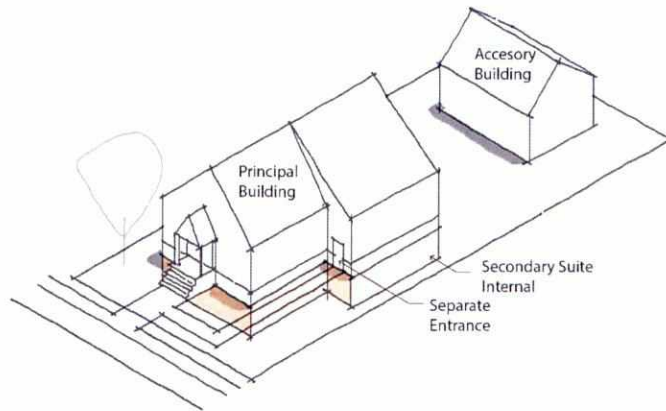 Accesory
Building
Principal
Building
Secondary Suite
Internal
Separate
Entrance